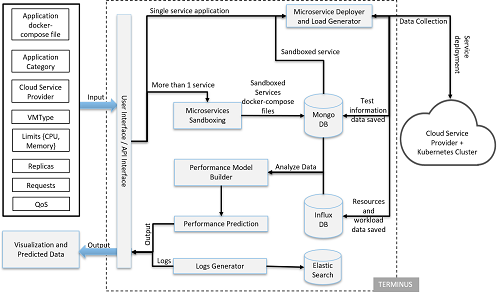 Application
docker-
compose file
Application
Category
Cloud Service
Provider
VMType
Limits {CPU,
Memory}
Replicas
Requests
QoS
Input
Visualization and
Predicted Data
Output
User Interface / API Interface
Single service application
Microservice Deployer
and Load Generator
Data Collection
Service
deployment
Sandboxed service
More than 1 service
Microservices
Sandboxing
Sandboxed
Services
docker-compose
files
Mongo
DB
Test
information
data saved
Cloud Service
Provider +
Kubernetes Cluster
Performance Model
Builder
Analyze Data
Influx
DB
Resources
and
workload
data saved
Performance Prediction
Output
Logs
Logs Generator
Elastic
Search
TERMINUS